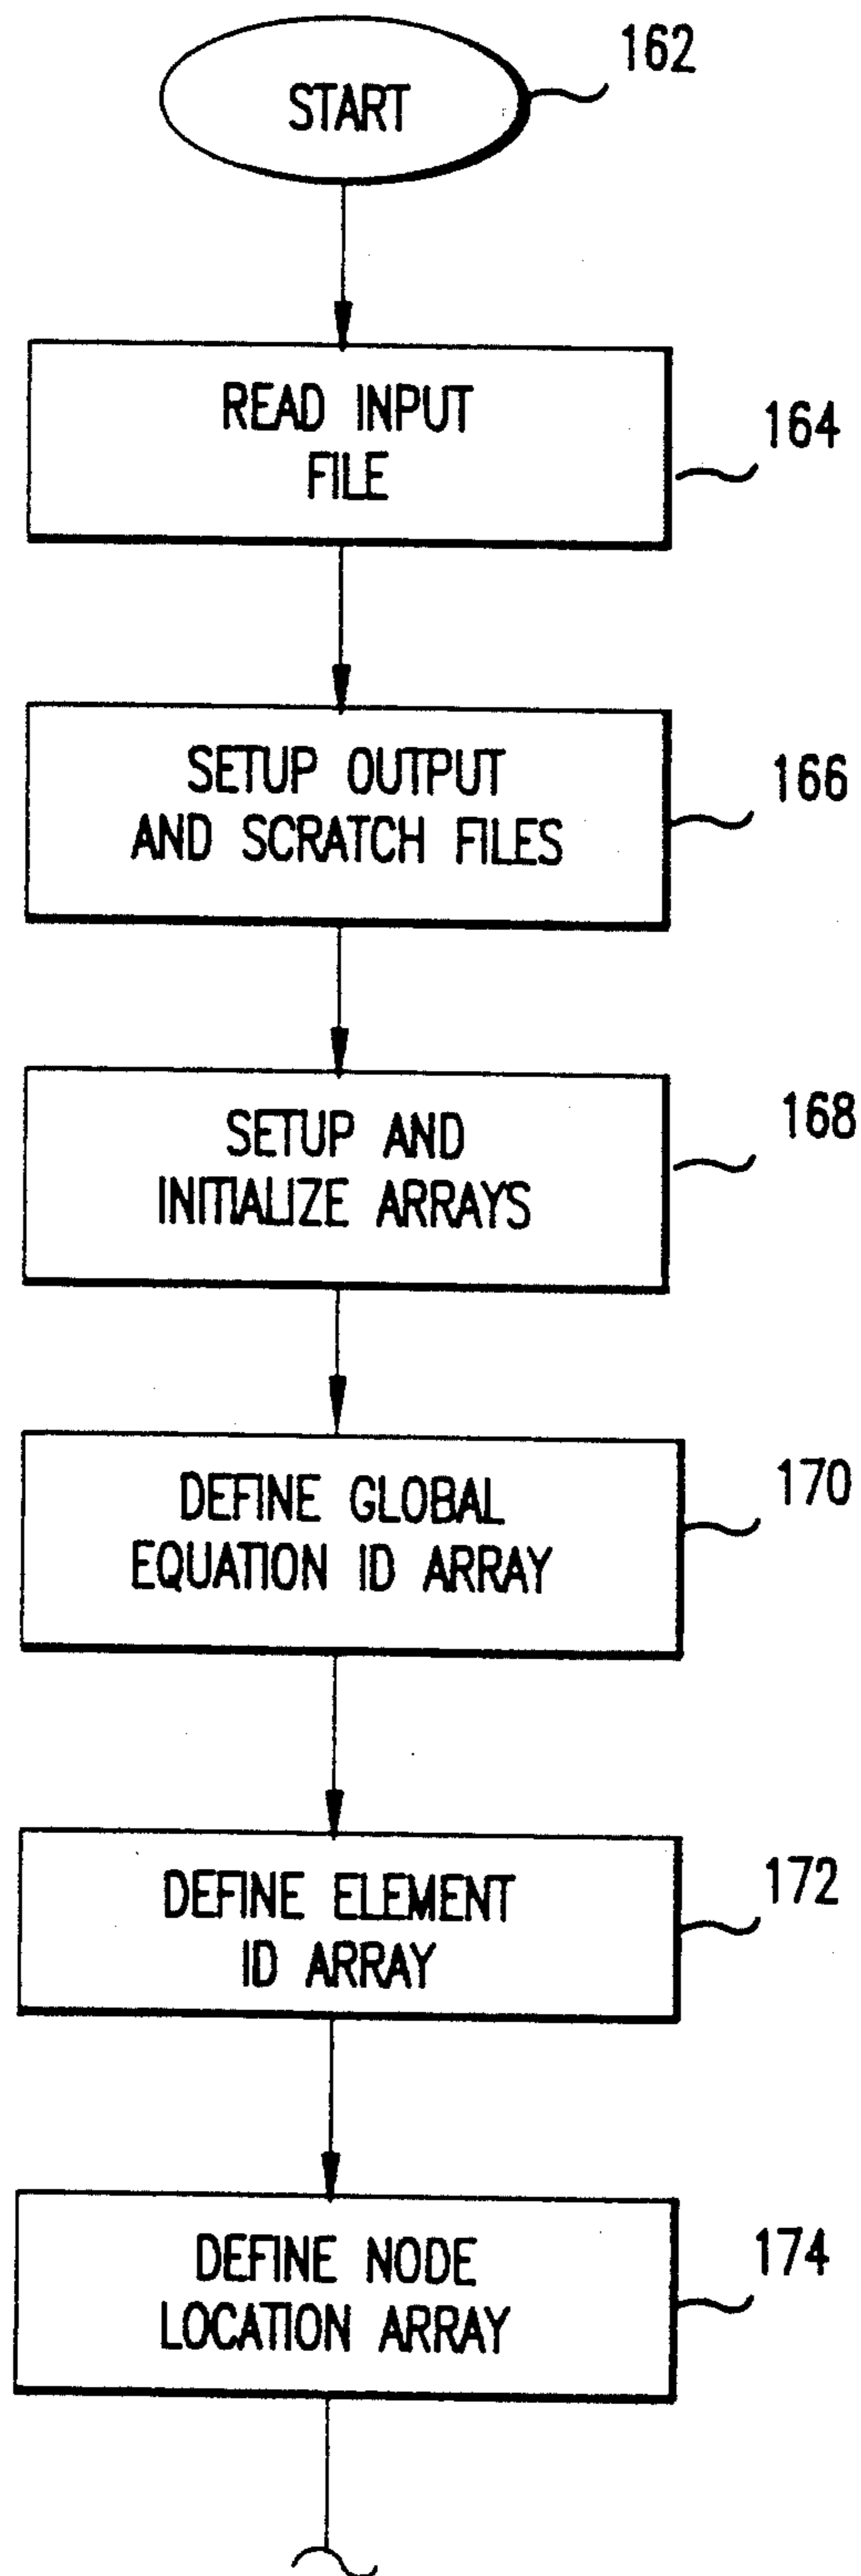 START
162
READ INPUT
FILE
164
SETUP OUTPUT
AND SCRATCH FILES
166
SETUP AND
INITIALIZE ARRAYS
168
DEFINE GLOBAL
EQUATION ID ARRAY
170
DEFINE ELEMENT
ID ARRAY
172
DEFINE NODE
LOCATION ARRAY
174